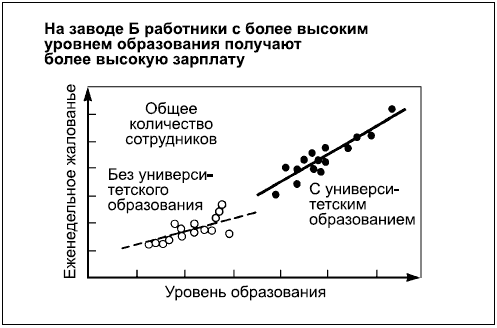 На заводе Б работники с более высоким
уровнем образования получают
более высокую зарплату
Еженедельное жалованье
Общее
количество
сотрудников
Без универси-
тетского
образования
С универси-
тетским
образованием
Уровень образования